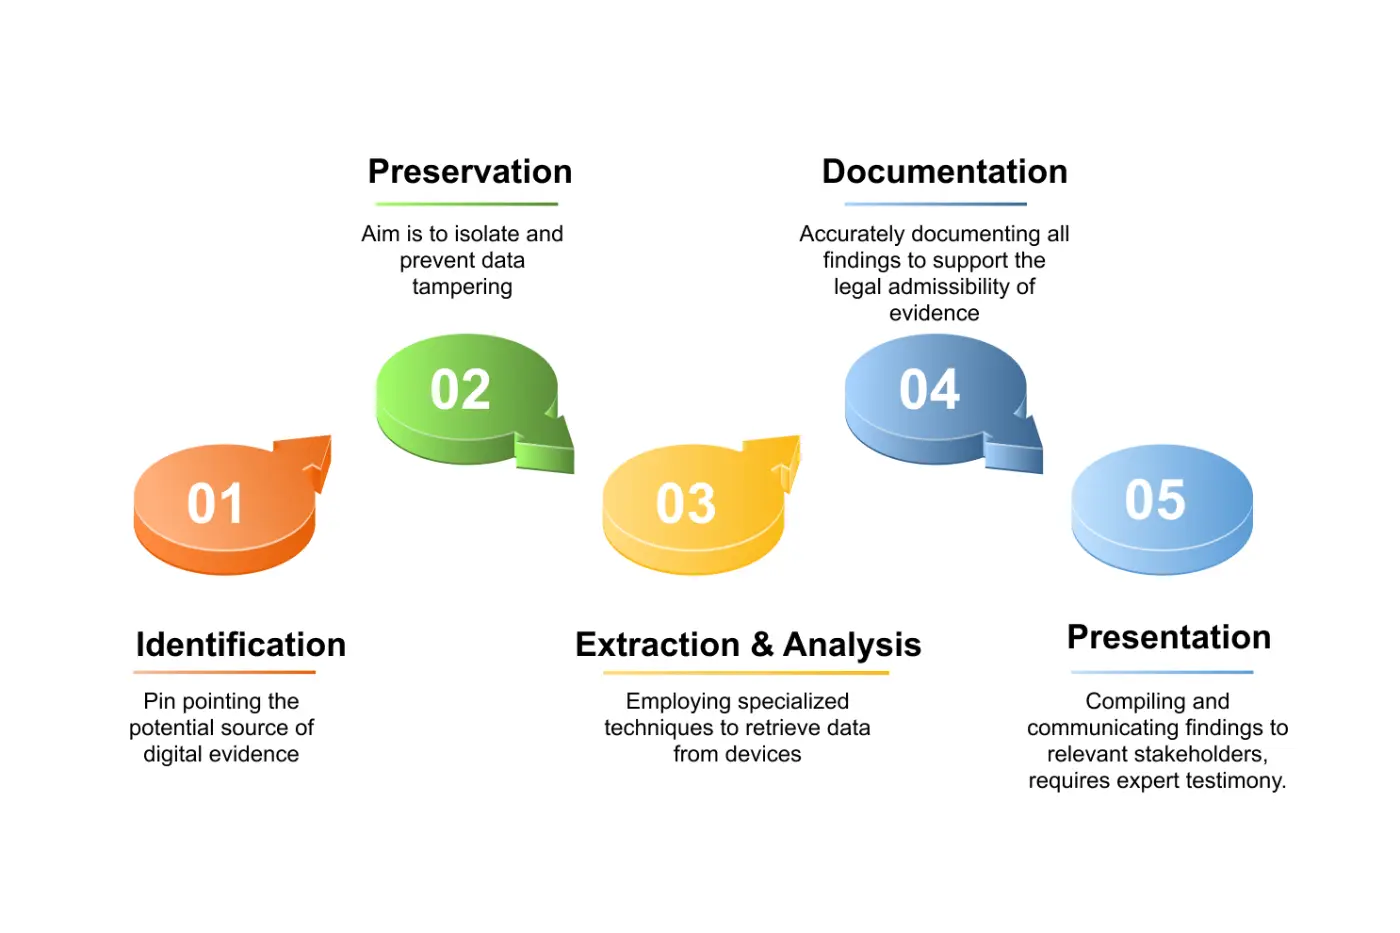 01
Identification
Pin pointing the
potential source of
digital evidence
Preservation
Aim is to isolate and
prevent data
tampering
02
03
Extraction & Analysis
Employing specialized
techniques to retrieve data
from devices
Documentation
Accurately documenting all
findings to support the
legal admissibility of
evidence
04
05
Presentation
Compiling and
communicating findings to
relevant stakeholders,
requires expert testimony.